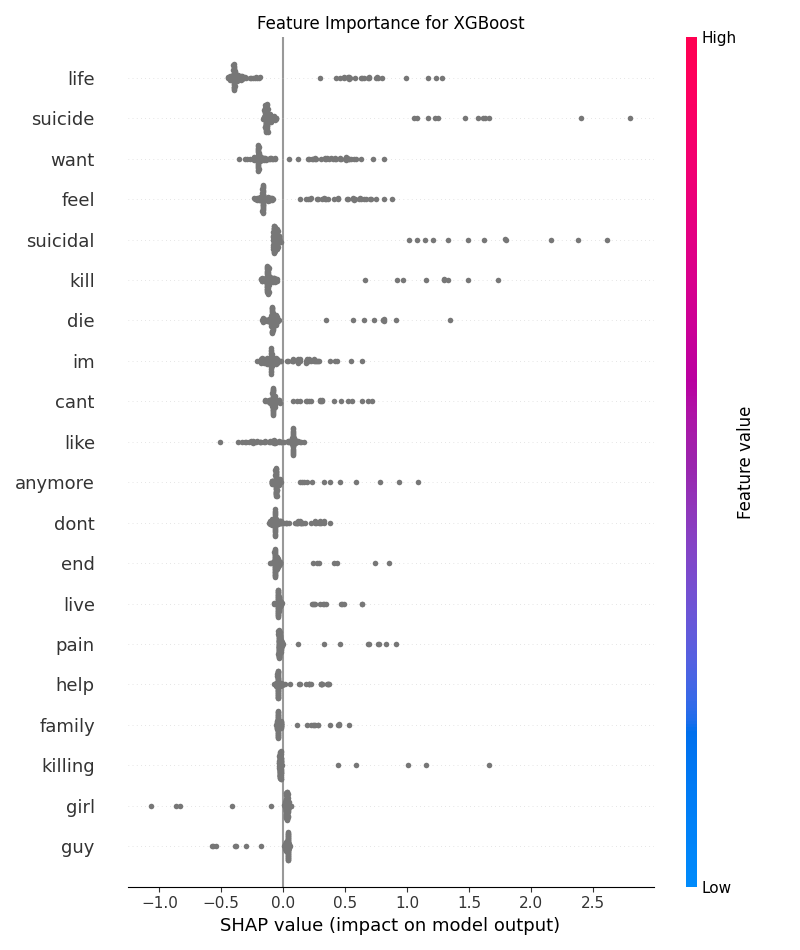 Feature Importance for XGBoost
High
life
suicide
want
feel
suicidal
kill
die
im
cant
like
anymore
dont
end
live
pain
help
family
killing
girl
guy
Feature value
Low
−1.0 −0.5 0.0 0.5 1.0 1.5 2.0 2.5
SHAP value (impact on model output)